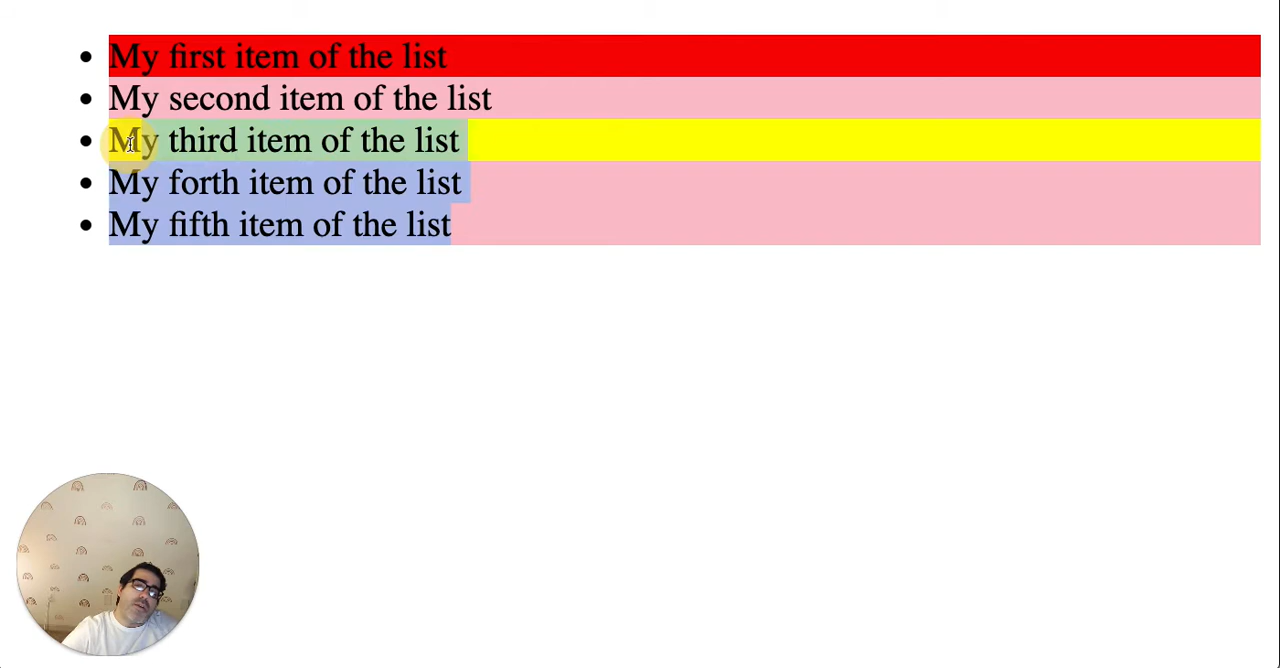 My first item of the list
My second item of the list
My third item of the list
My forth item of the list
My fifth item of the list